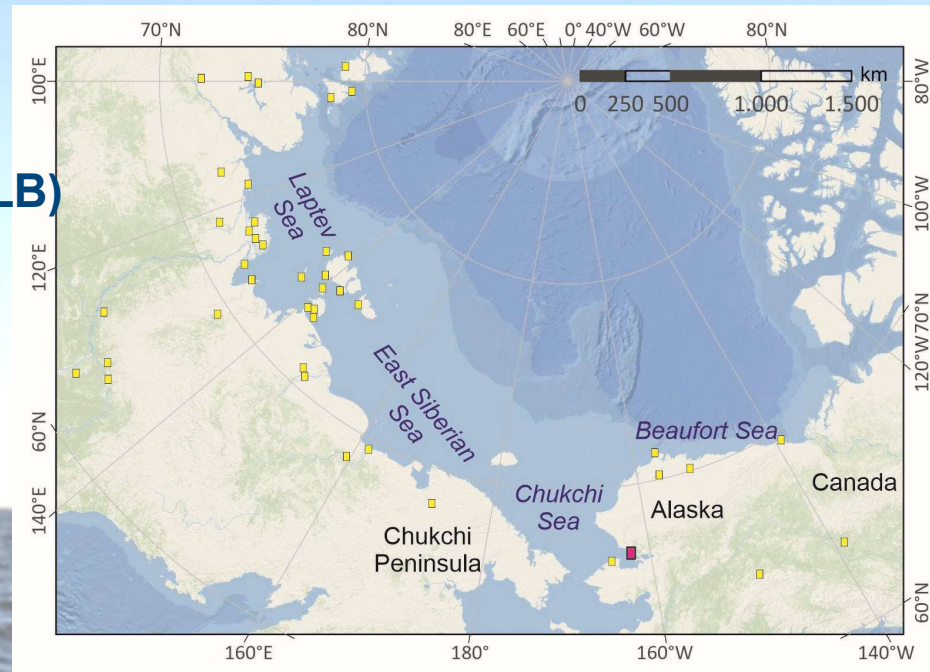 70°N 80°N 80°E 60°E 0° 40°W 60°W 80°N
100°E
km
0 250 500 1.000 1.500
80°W
LB)
Laptev
Sea
100°W
120°E
70°N
120°W
East Siberian
Sea
Beaufort Sea
60°N
Canada
Chukchi
Sea
Alaska
140°E
Chukchi
Peninsula
60°N
160°E 180° 160°W 140°W